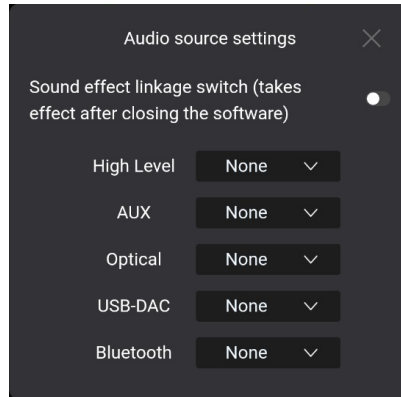 Audio source settings
Sound effect linkage switch (takes
effect after closing the software)
High Level None
AUX None
Optical None
USB-DAC None
Bluetooth None